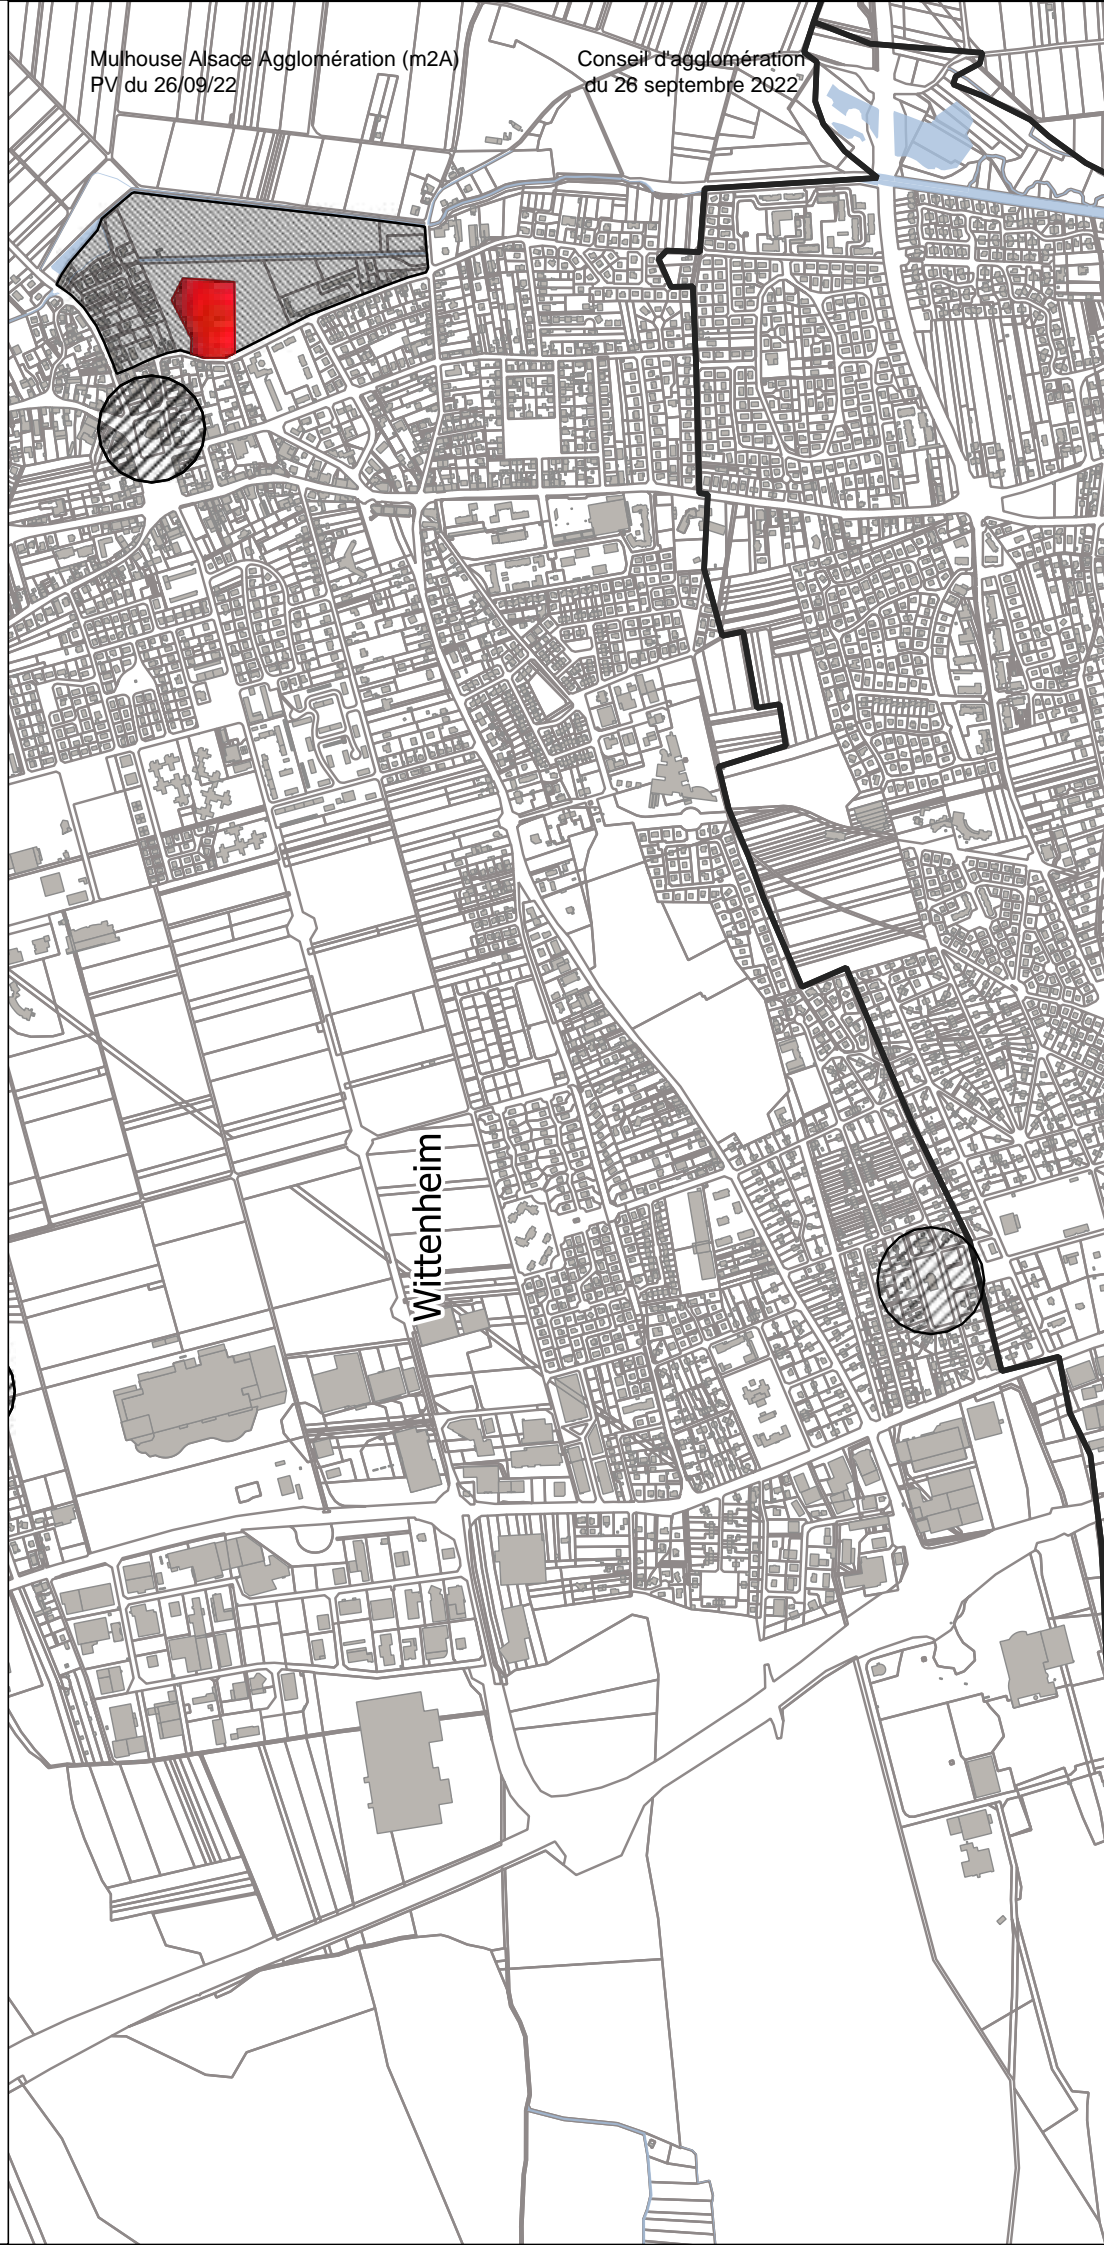 Mulhouse Alsace Agglomération (m2A)
PV du 26/09/22
Conseil d'agglomération
du 26 septembre 2022
Wittenheim